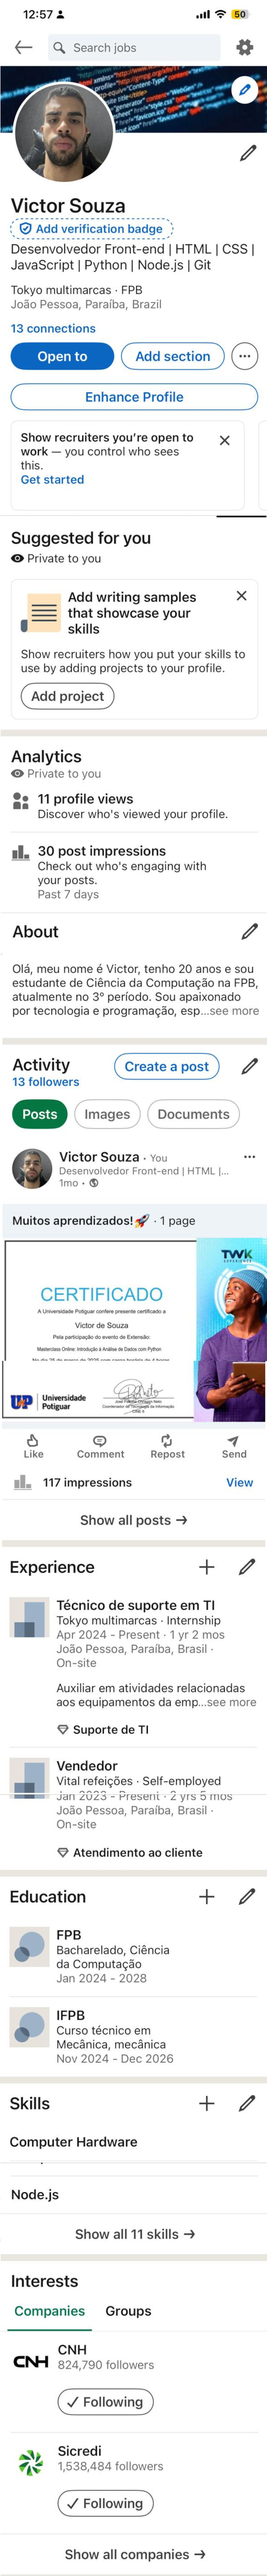 12:57
50
Search jobs
Victor Souza
Add verification badge
Desenvolvedor Front-end | HTML | CSS |
JavaScript | Python | Node.js | Git
Tokyo multimarcas · FPB
João Pessoa, Paraíba, Brazil
13 connections
Open to
Add section
Enhance Profile
Show recruiters you're open to
work — you control who sees
this.
Get started
Suggested for you
Private to you
Add writing samples
that showcase your
skills
Show recruiters how you put your skills to
use by adding projects to your profile.
Add project
Analytics
Private to you
11 profile views
Discover who's viewed your profile.
30 post impressions
Check out who's engaging with
your posts.
Past 7 days
About
Olá, meu nome é Victor, tenho 20 anos e sou
estudante de Ciência da Computação na FPB,
atualmente no 3º período. Sou apaixonado
por tecnologia e programação, esp...see more
Activity
Create a post
13 followers
Posts
Images
Documents
Victor Souza · You
Desenvolvedor Front-end | HTML |...
1mo •
Muitos aprendizados!🚀 · 1 page
TWK
EXPERIENCE
CERTIFICADO
A Universidade Potiguar confere presente certificado a
Victor de Souza
Pela participação do evento de Extensão:
Masterclass Online: Introdução a Análise de Dados com Python
UP
Universidade
Potiguar
Like
Comment
Repost
Send
117 impressions
View
Show all posts →
Experience
Técnico de suporte em TI
Tokyo multimarcas · Internship
Apr 2024 - Present · 1 yr 2 mos
João Pessoa, Paraíba, Brasil ·
On-site
Auxiliar em atividades relacionadas
aos equipamentos da emp...see more
Suporte de TI
Vendedor
Vital refeições · Self-employed
Jan 2023 - Present · 2 yrs 5 mos
João Pessoa, Paraíba, Brasil ·
On-site
Atendimento ao cliente
Education
FPB
Bacharelado, Ciência
da Computação
Jan 2024 - 2028
IFPB
Curso técnico em
Mecânica, mecânica
Nov 2024 - Dec 2026
Skills
Computer Hardware
Node.js
Show all 11 skills →
Interests
Companies
Groups
CNH
CNH
824,790 followers
Following
Sicredi
1,538,484 followers
Following
Show all companies →